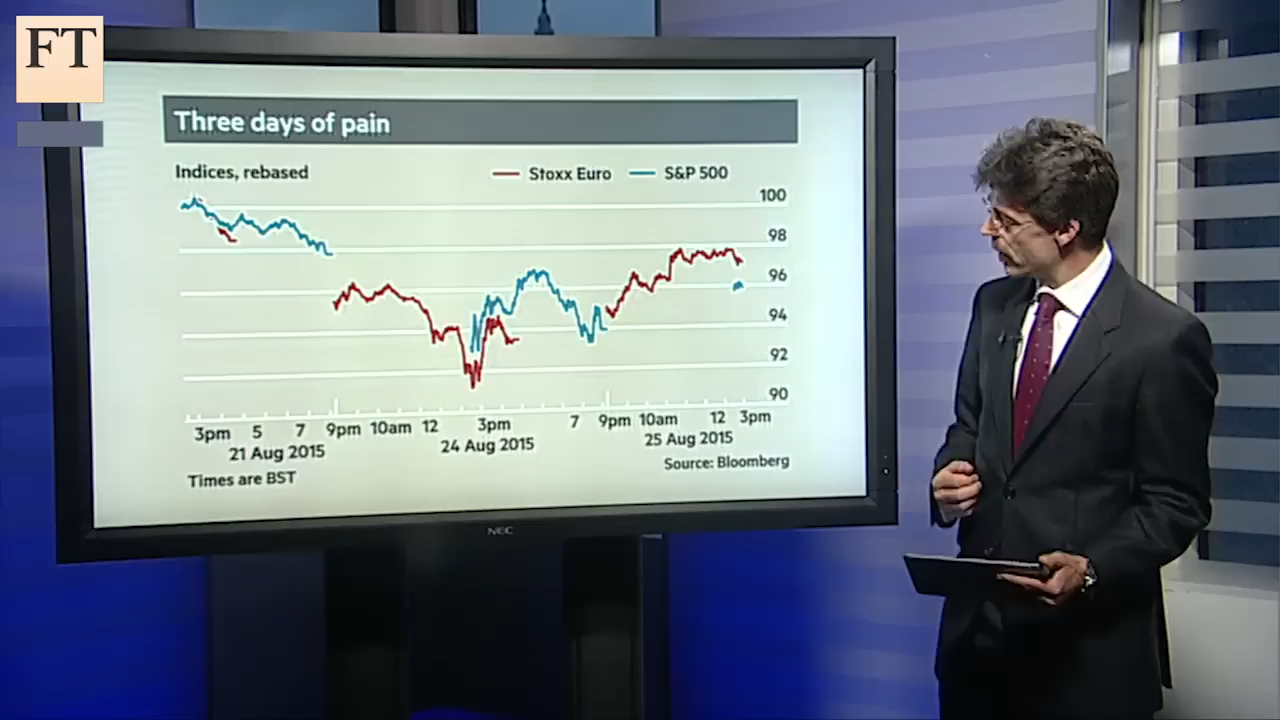 FT
Three days of pain
Indices, rebased
Stoxx Euro
S&P 500
100
98
96
94
92
90
3pm 5 7 9pm 10am 12 3pm 7 9pm 10am 12 3pm
21 Aug 2015 24 Aug 2015 25 Aug 2015
Times are BST
Source: Bloomberg
NEC